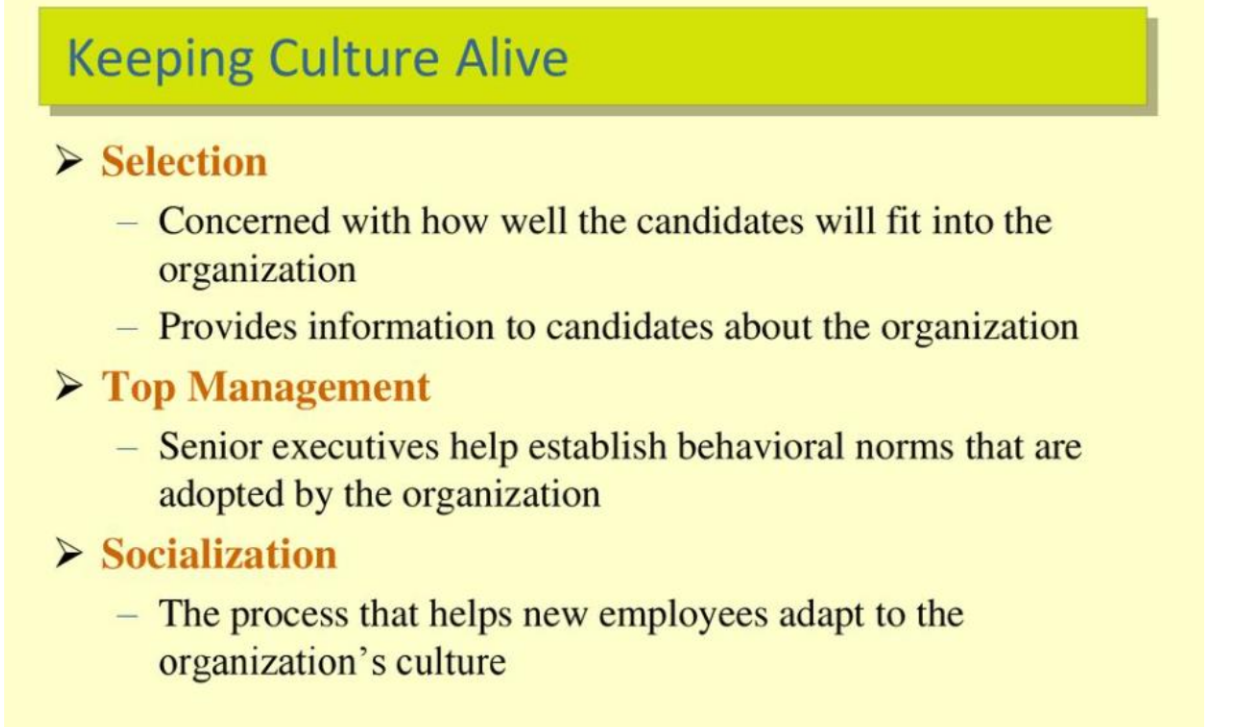 Keeping Culture Alive
➢ Selection
– Concerned with how well the candidates will fit into the
organization
– Provides information to candidates about the organization
➢ Top Management
– Senior executives help establish behavioral norms that are
adopted by the organization
➢ Socialization
– The process that helps new employees adapt to the
organization’s culture